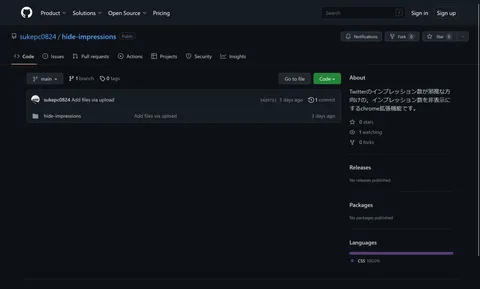 Product Solutions Open Source Pricing
Search / Sign in Sign up
sukepc0824 / hide-impressions Public
Notifications Fork 0 Star 0
Code Issues Pull requests Actions Projects Security Insights
main 1 branch 0 tags Go to file Code
About
Twitterのインプレッション数が邪魔な方
向けの、インプレッション数を非表示に
するchrome拡張機能です。
sukepc0824 Add files via upload 3 days ago 1 commit
hide-impressions Add files via upload 3 days ago
0 stars
1 watching
0 forks
Releases
No releases published
Packages
No packages published
Languages
CSS 100.0%